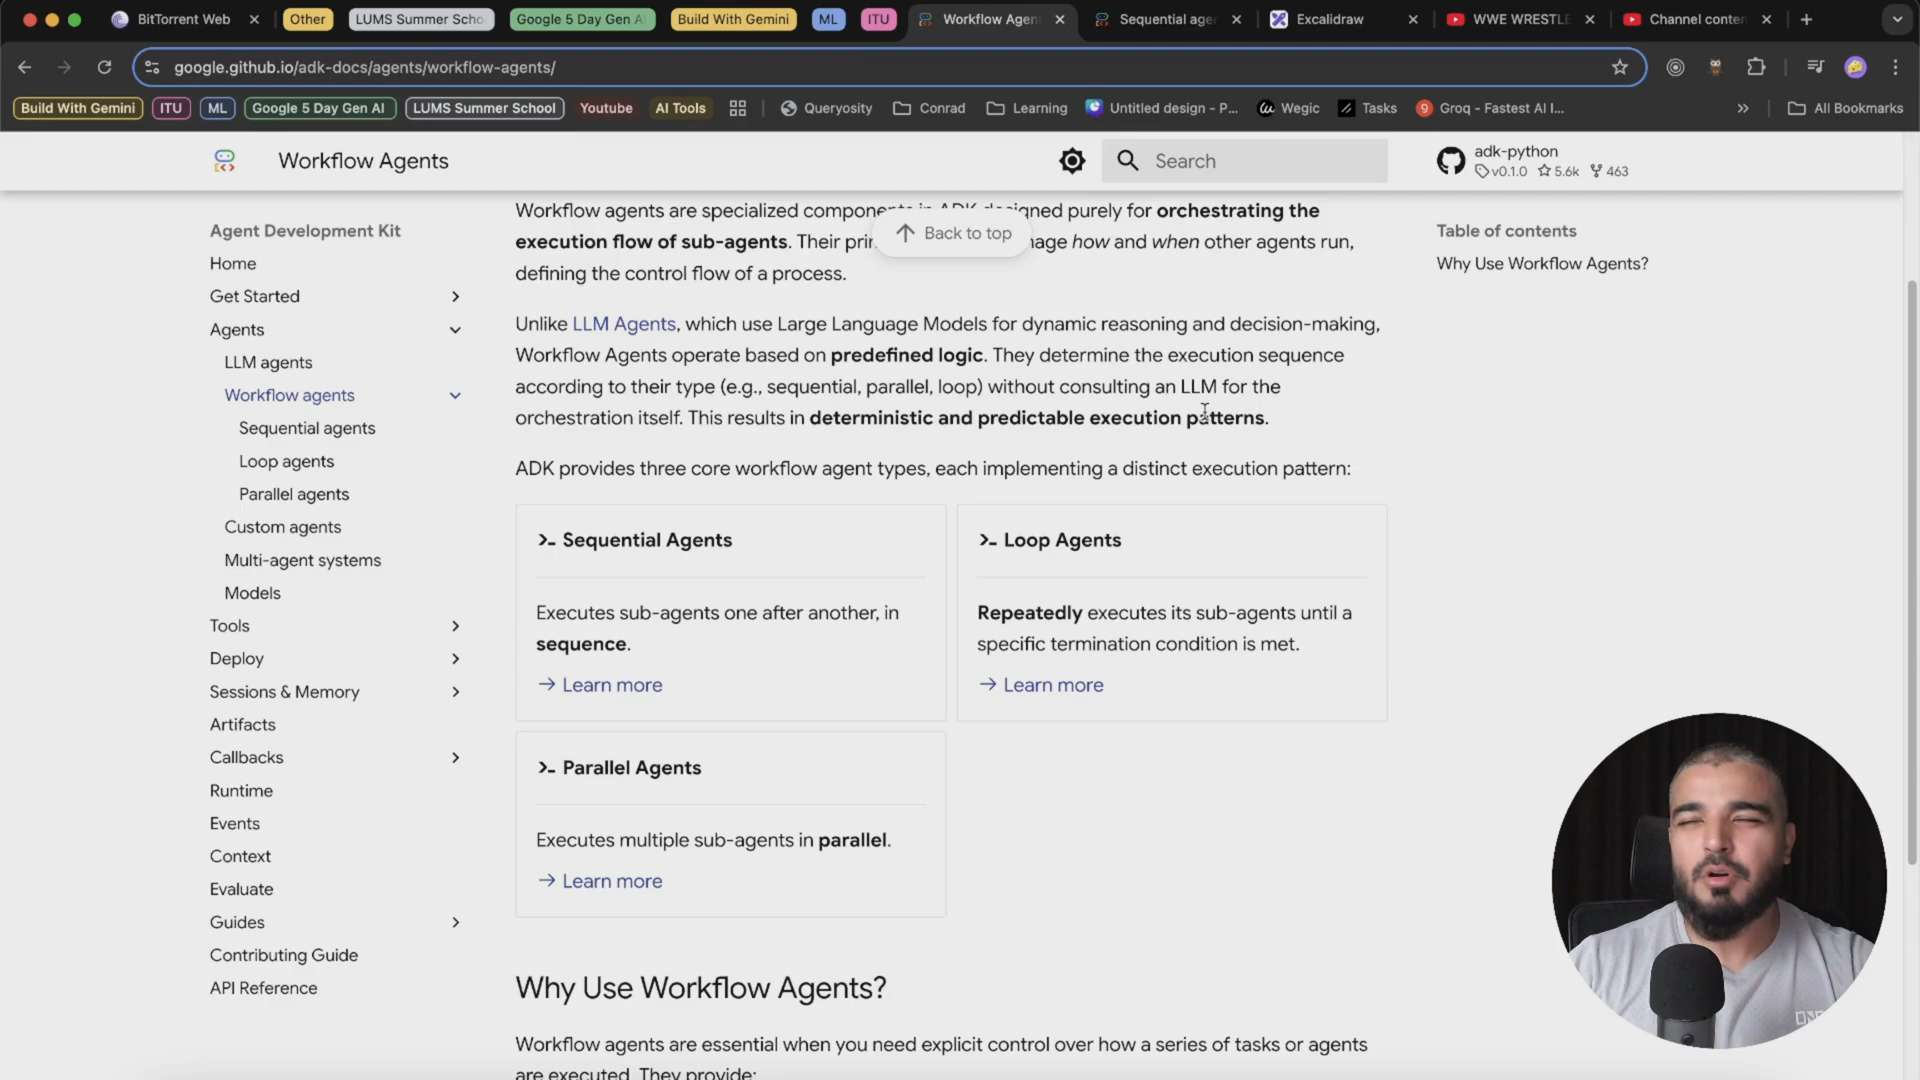 BitTorrent Web
Other
LUMS Summer Scho
Google 5 Day Gen A
Build With Gemini
ML
ITU
Workflow Agen
Sequential age
Excalidraw
WWE WRESTLE
Channel conten
google.github.io/adk-docs/agents/workflow-agents/
Build With Gemini
ITU
ML
Google 5 Day Gen AI
LUMS Summer School
Youtube
AI Tools
Queryosity
Conrad
Learning
Untitled design - P...
Wegic
Tasks
Groq - Fastest AI I...
All Bookmarks
Workflow Agents
Search
adk-python
v0.1.0 5.6k 463
Agent Development Kit
Home
Get Started
Agents
LLM agents
Workflow agents
Sequential agents
Loop agents
Parallel agents
Custom agents
Multi-agent systems
Models
Tools
Deploy
Sessions & Memory
Artifacts
Callbacks
Runtime
Events
Context
Evaluate
Guides
Contributing Guide
API Reference
Workflow agents are specialized components in ADK designed purely for orchestrating the
execution flow of sub-agents. Their nage how and when other agents run,
defining the control flow of a process.
Back to top
Unlike LLM Agents, which use Large Language Models for dynamic reasoning and decision-making,
Workflow Agents operate based on predefined logic. They determine the execution sequence
according to their type (e.g., sequential, parallel, loop) without consulting an LLM for the
orchestration itself. This results in deterministic and predictable execution patterns.
ADK provides three core workflow agent types, each implementing a distinct execution pattern:
Sequential Agents
Executes sub-agents one after another, in
sequence.
→ Learn more
Loop Agents
Repeatedly executes its sub-agents until a
specific termination condition is met.
→ Learn more
Parallel Agents
Executes multiple sub-agents in parallel.
→ Learn more
Why Use Workflow Agents?
Workflow agents are essential when you need explicit control over how a series of tasks or agents
are executed. They provide:
Table of contents
Why Use Workflow Agents?